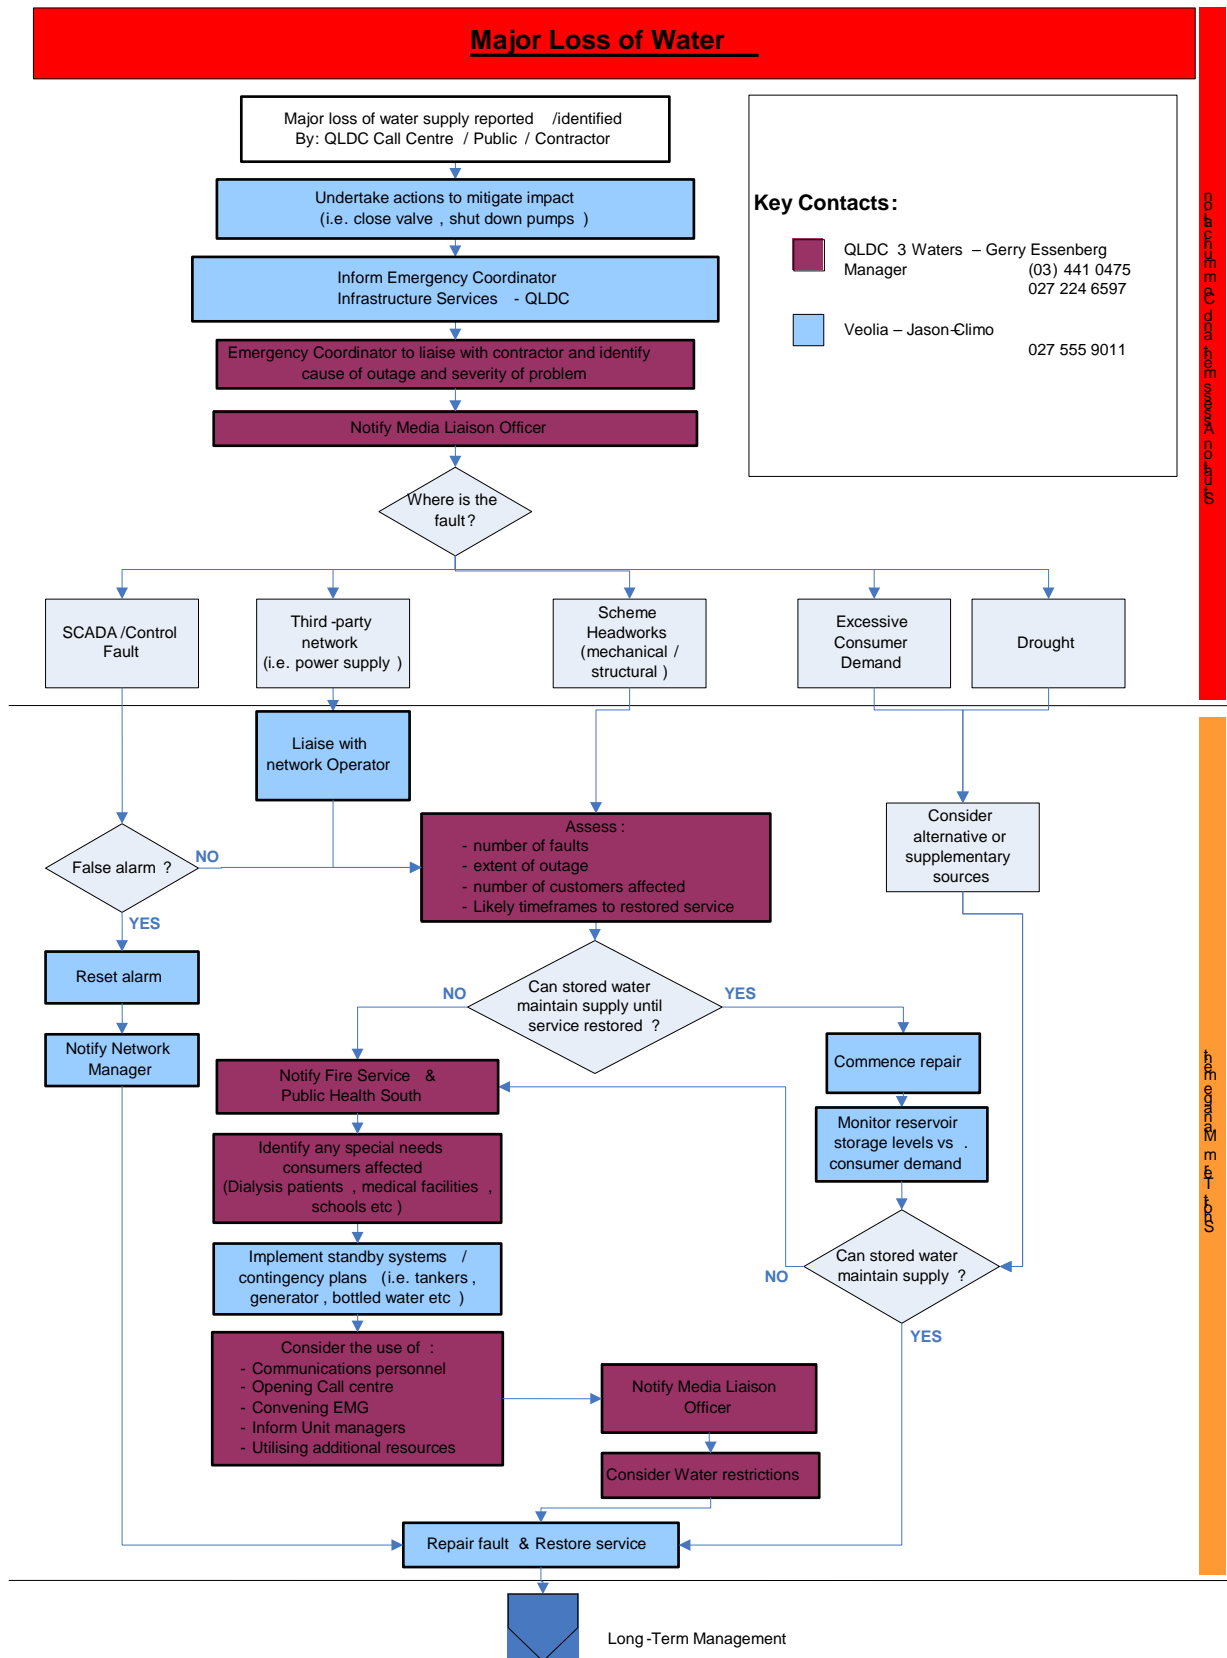 Major Loss of Water
Major loss of water supply reported /identified
By: QLDC Call Centre / Public / Contractor
Undertake actions to mitigate impact
(i.e. close valve , shut down pumps )
Inform Emergency Coordinator
Infrastructure Services - QLDC
Emergency Coordinator to liaise with contractor and identify
cause of outage and severity of problem
Notify Media Liaison Officer
Key Contacts:
QLDC 3 Waters – Gerry Essenberg
Manager (03) 441 0475
027 224 6597
Veolia – Jason Climo
027 555 9011
Situation Assessment and Communication
Where is the
fault?
SCADA /Control
Fault
Third -party
network
(i.e. power supply )
Scheme
Headworks
(mechanical /
structural )
Excessive
Consumer
Demand
Drought
Liaise with
network Operator
Assess :
- number of faults
- extent of outage
- number of customers affected
- Likely timeframes to restored service
Consider
alternative or
supplementary
sources
False alarm ?
NO
YES
Reset alarm
Notify Network
Manager
Can stored water
maintain supply until
service restored ?
NO
YES
Commence repair
Monitor reservoir
storage levels vs .
consumer demand
Notify Fire Service &
Public Health South
Identify any special needs
consumers affected
(Dialysis patients , medical facilities ,
schools etc )
Implement standby systems /
contingency plans (i.e. tankers ,
generator , bottled water etc )
Can stored water
maintain supply ?
NO
YES
Consider the use of :
- Communications personnel
- Opening Call centre
- Convening EMG
- Inform Unit managers
- Utilising additional resources
Notify Media Liaison
Officer
Consider Water restrictions
Repair fault & Restore service
Short Term Management
Long -Term Management